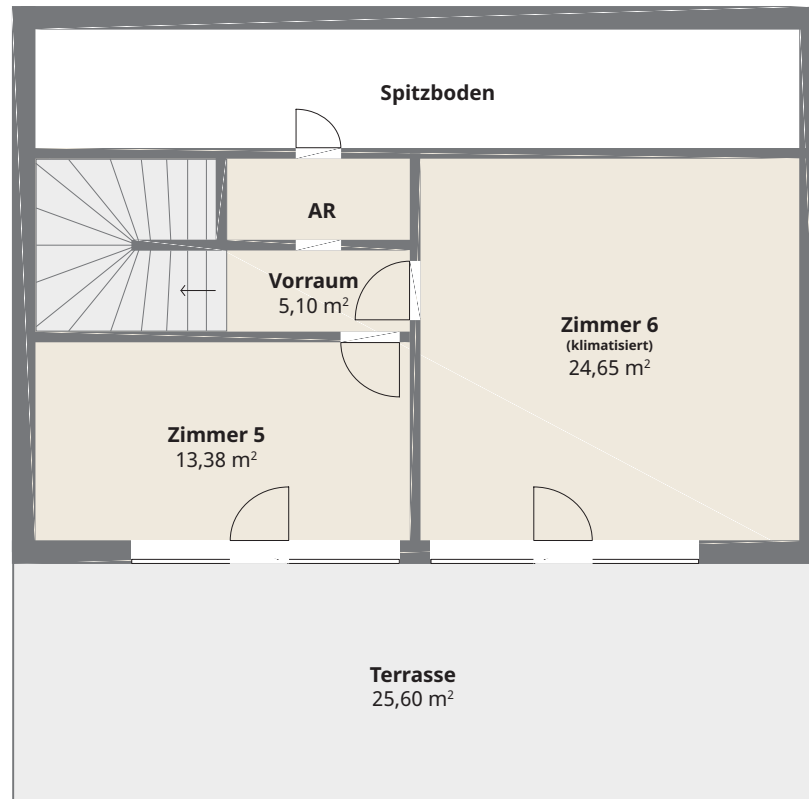 Spitzboden
AR
Vorraum
5,10 m²
Zimmer 6
(klimatisiert)
24,65 m²
Zimmer 5
13,38 m²
Terrasse
25,60 m²